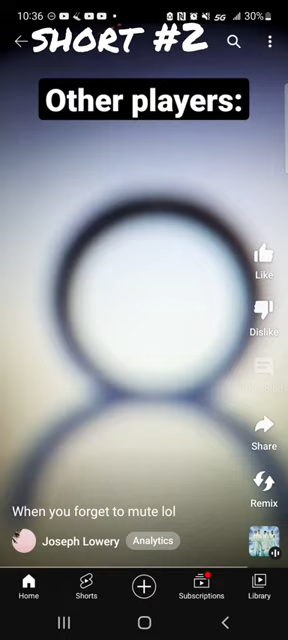 10:36
5G
30%
SHORT #2
Other players:
Like
Dislike
Share
Remix
When you forget to mute lol
Joseph Lowery
Analytics
Home
Shorts
Subscriptions
Library